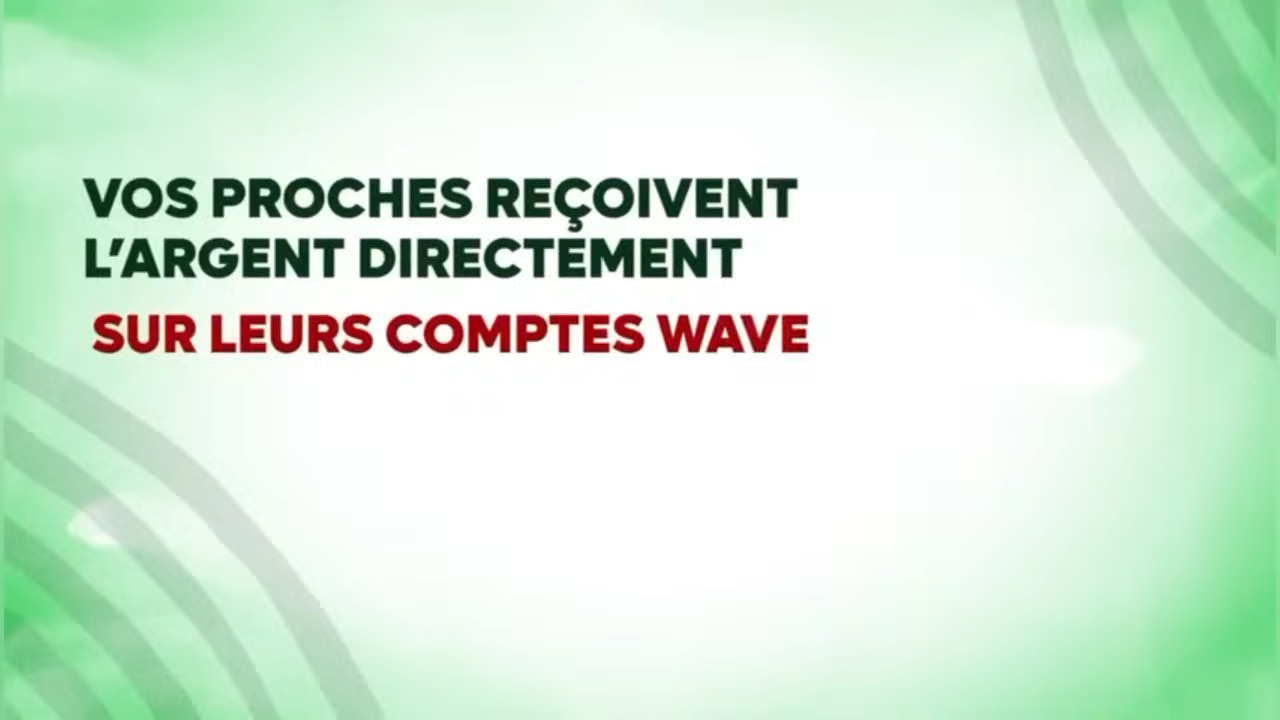 VOS PROCHES REÇOIVENT
L’ARGENT DIRECTEMENT
SUR LEURS COMPTES WAVE